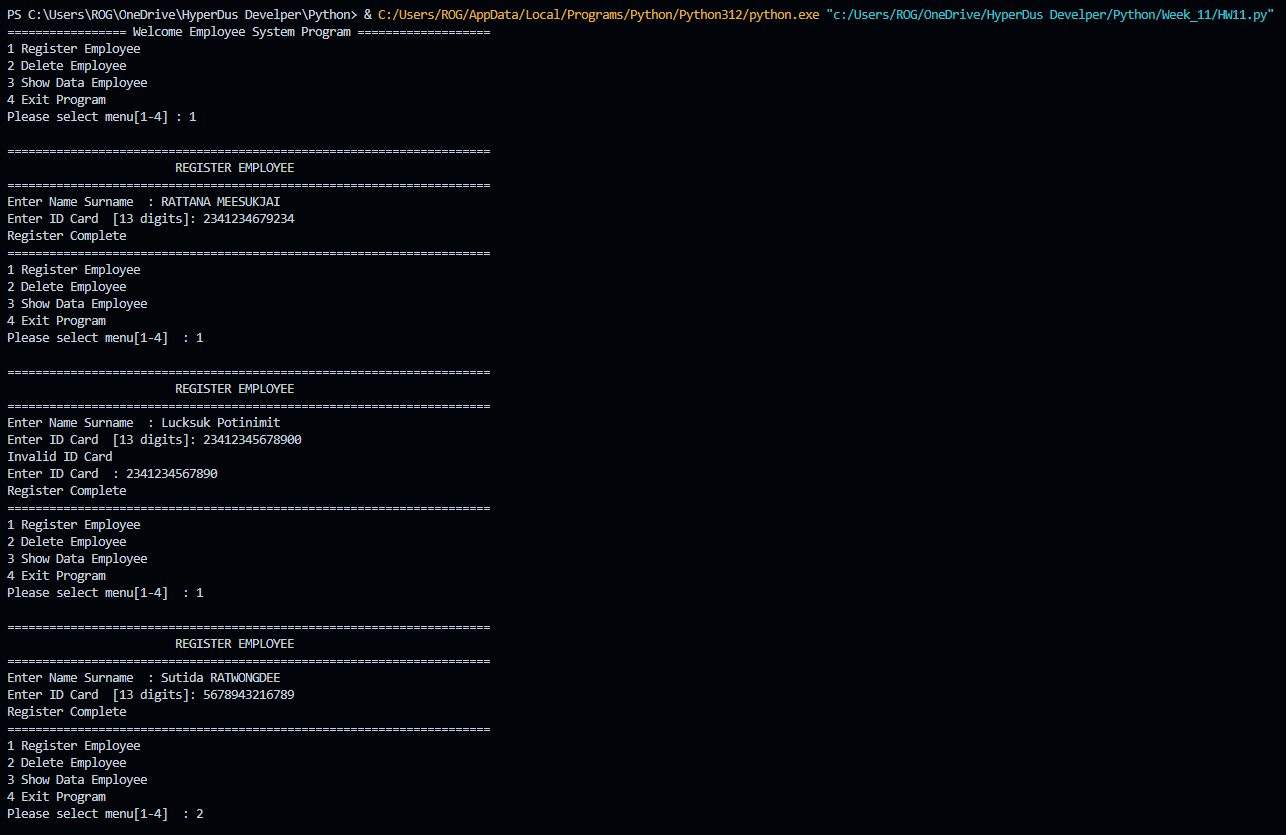 PS C:\Users\ROG\OneDrive\HyperDus Develper\Python> & C:/Users/ROG/AppData/Local/Programs/Python/Python312/python.exe "c:/Users/ROG/OneDrive/HyperDus Develper/Python/Week_11/HW11.py"
================= Welcome Employee System Program ===================
1 Register Employee
2 Delete Employee
3 Show Data Employee
4 Exit Program
Please select menu[1-4] : 1
=====================================================================
REGISTER EMPLOYEE
=====================================================================
Enter Name Surname  : RATTANA MEESUKJAI
Enter ID Card  [13 digits]: 2341234679234
Register Complete
=====================================================================
1 Register Employee
2 Delete Employee
3 Show Data Employee
4 Exit Program
Please select menu[1-4]  : 1
=====================================================================
REGISTER EMPLOYEE
=====================================================================
Enter Name Surname  : Lucksuk Potinimit
Enter ID Card  [13 digits]: 23412345678900
Invalid ID Card
Enter ID Card  : 2341234567890
Register Complete
=====================================================================
1 Register Employee
2 Delete Employee
3 Show Data Employee
4 Exit Program
Please select menu[1-4]  : 1
=====================================================================
REGISTER EMPLOYEE
=====================================================================
Enter Name Surname  : Sutida RATWONGDEE
Enter ID Card  [13 digits]: 5678943216789
Register Complete
=====================================================================
1 Register Employee
2 Delete Employee
3 Show Data Employee
4 Exit Program
Please select menu[1-4]  : 2